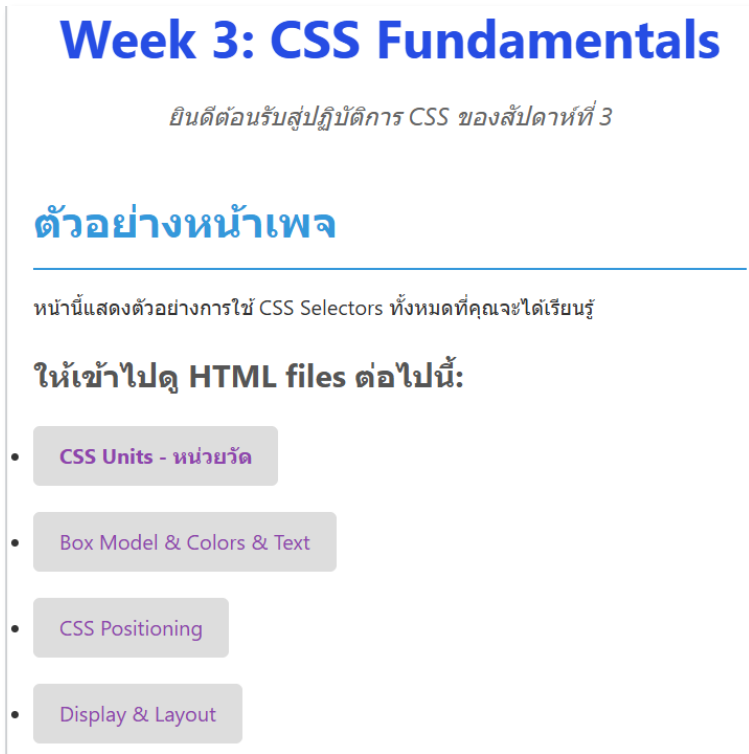 Week 3: CSS Fundamentals
ยินดีต้อนรับสู่ปฏิบัติการ CSS ของสัปดาห์ที่ 3
ตัวอย่างหน้าเพจ
หน้านี้แสดงตัวอย่างการใช้ CSS Selectors ทั้งหมดที่คุณจะได้เรียนรู้
ให้เข้าไปดู HTML files ต่อไปนี้:
CSS Units - หน่วยวัด
Box Model & Colors & Text
CSS Positioning
Display & Layout